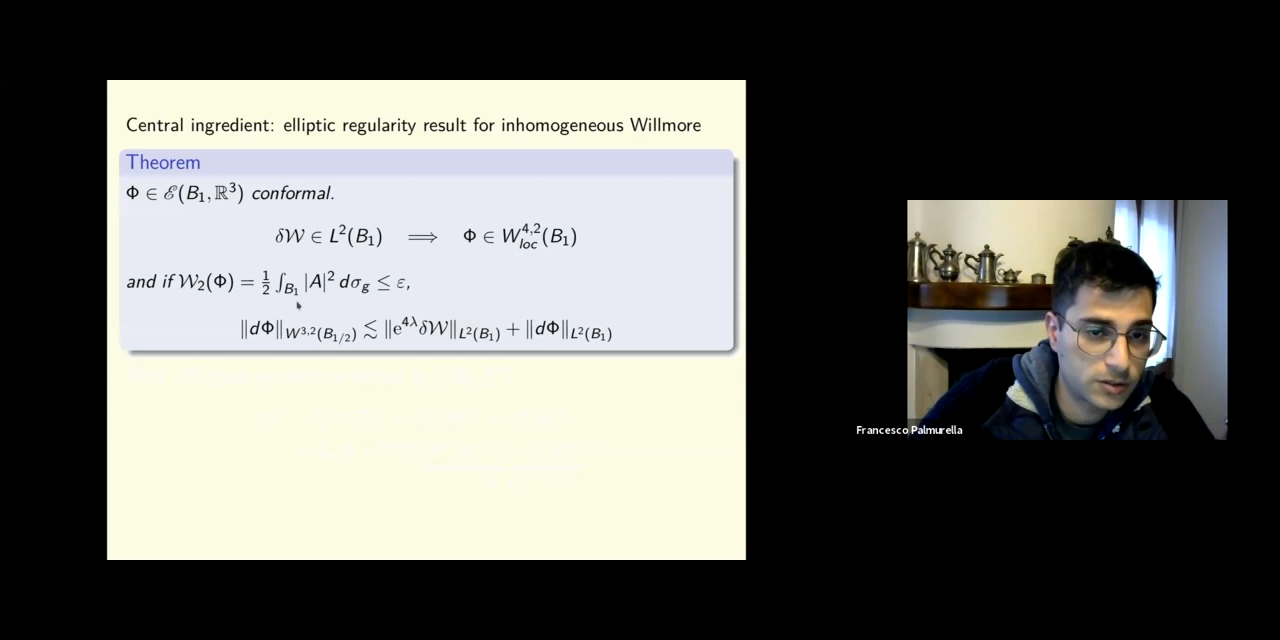 Central ingredient: elliptic regularity result for inhomogeneous Willmore
Theorem
Φ ∈ ℰ(B₁, ℝ³) conformal.
δ𝒲 ∈ L²(B₁) ⟹ Φ ∈ W^{4,2}_{loc}(B₁)
and if 𝒲₂(Φ) = ½ ∫_{B₁} |A|² dσ_g ≤ ε,
‖dΦ‖_{W^{3,2}(B_{1/2})} ≲ ‖e^{4λ}δ𝒲‖_{L²(B₁)} + ‖dΦ‖_{L²(B₁)}
Francesco Palmurella